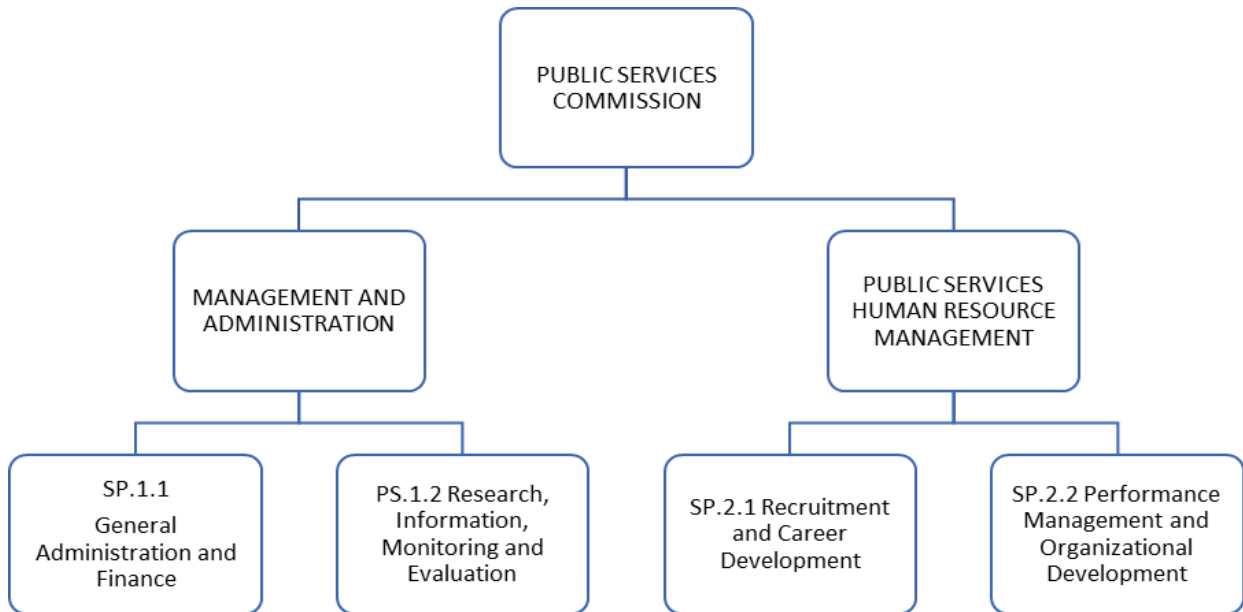 PUBLIC SERVICES
COMMISSION
MANAGEMENT AND
ADMINISTRATION
PUBLIC SERVICES
HUMAN RESOURCE
MANAGEMENT
SP.1.1
General
Administration and
Finance
PS.1.2 Research,
Information,
Monitoring and
Evaluation
SP.2.1 Recruitment
and Career
Development
SP.2.2 Performance
Management and
Organizational
Development